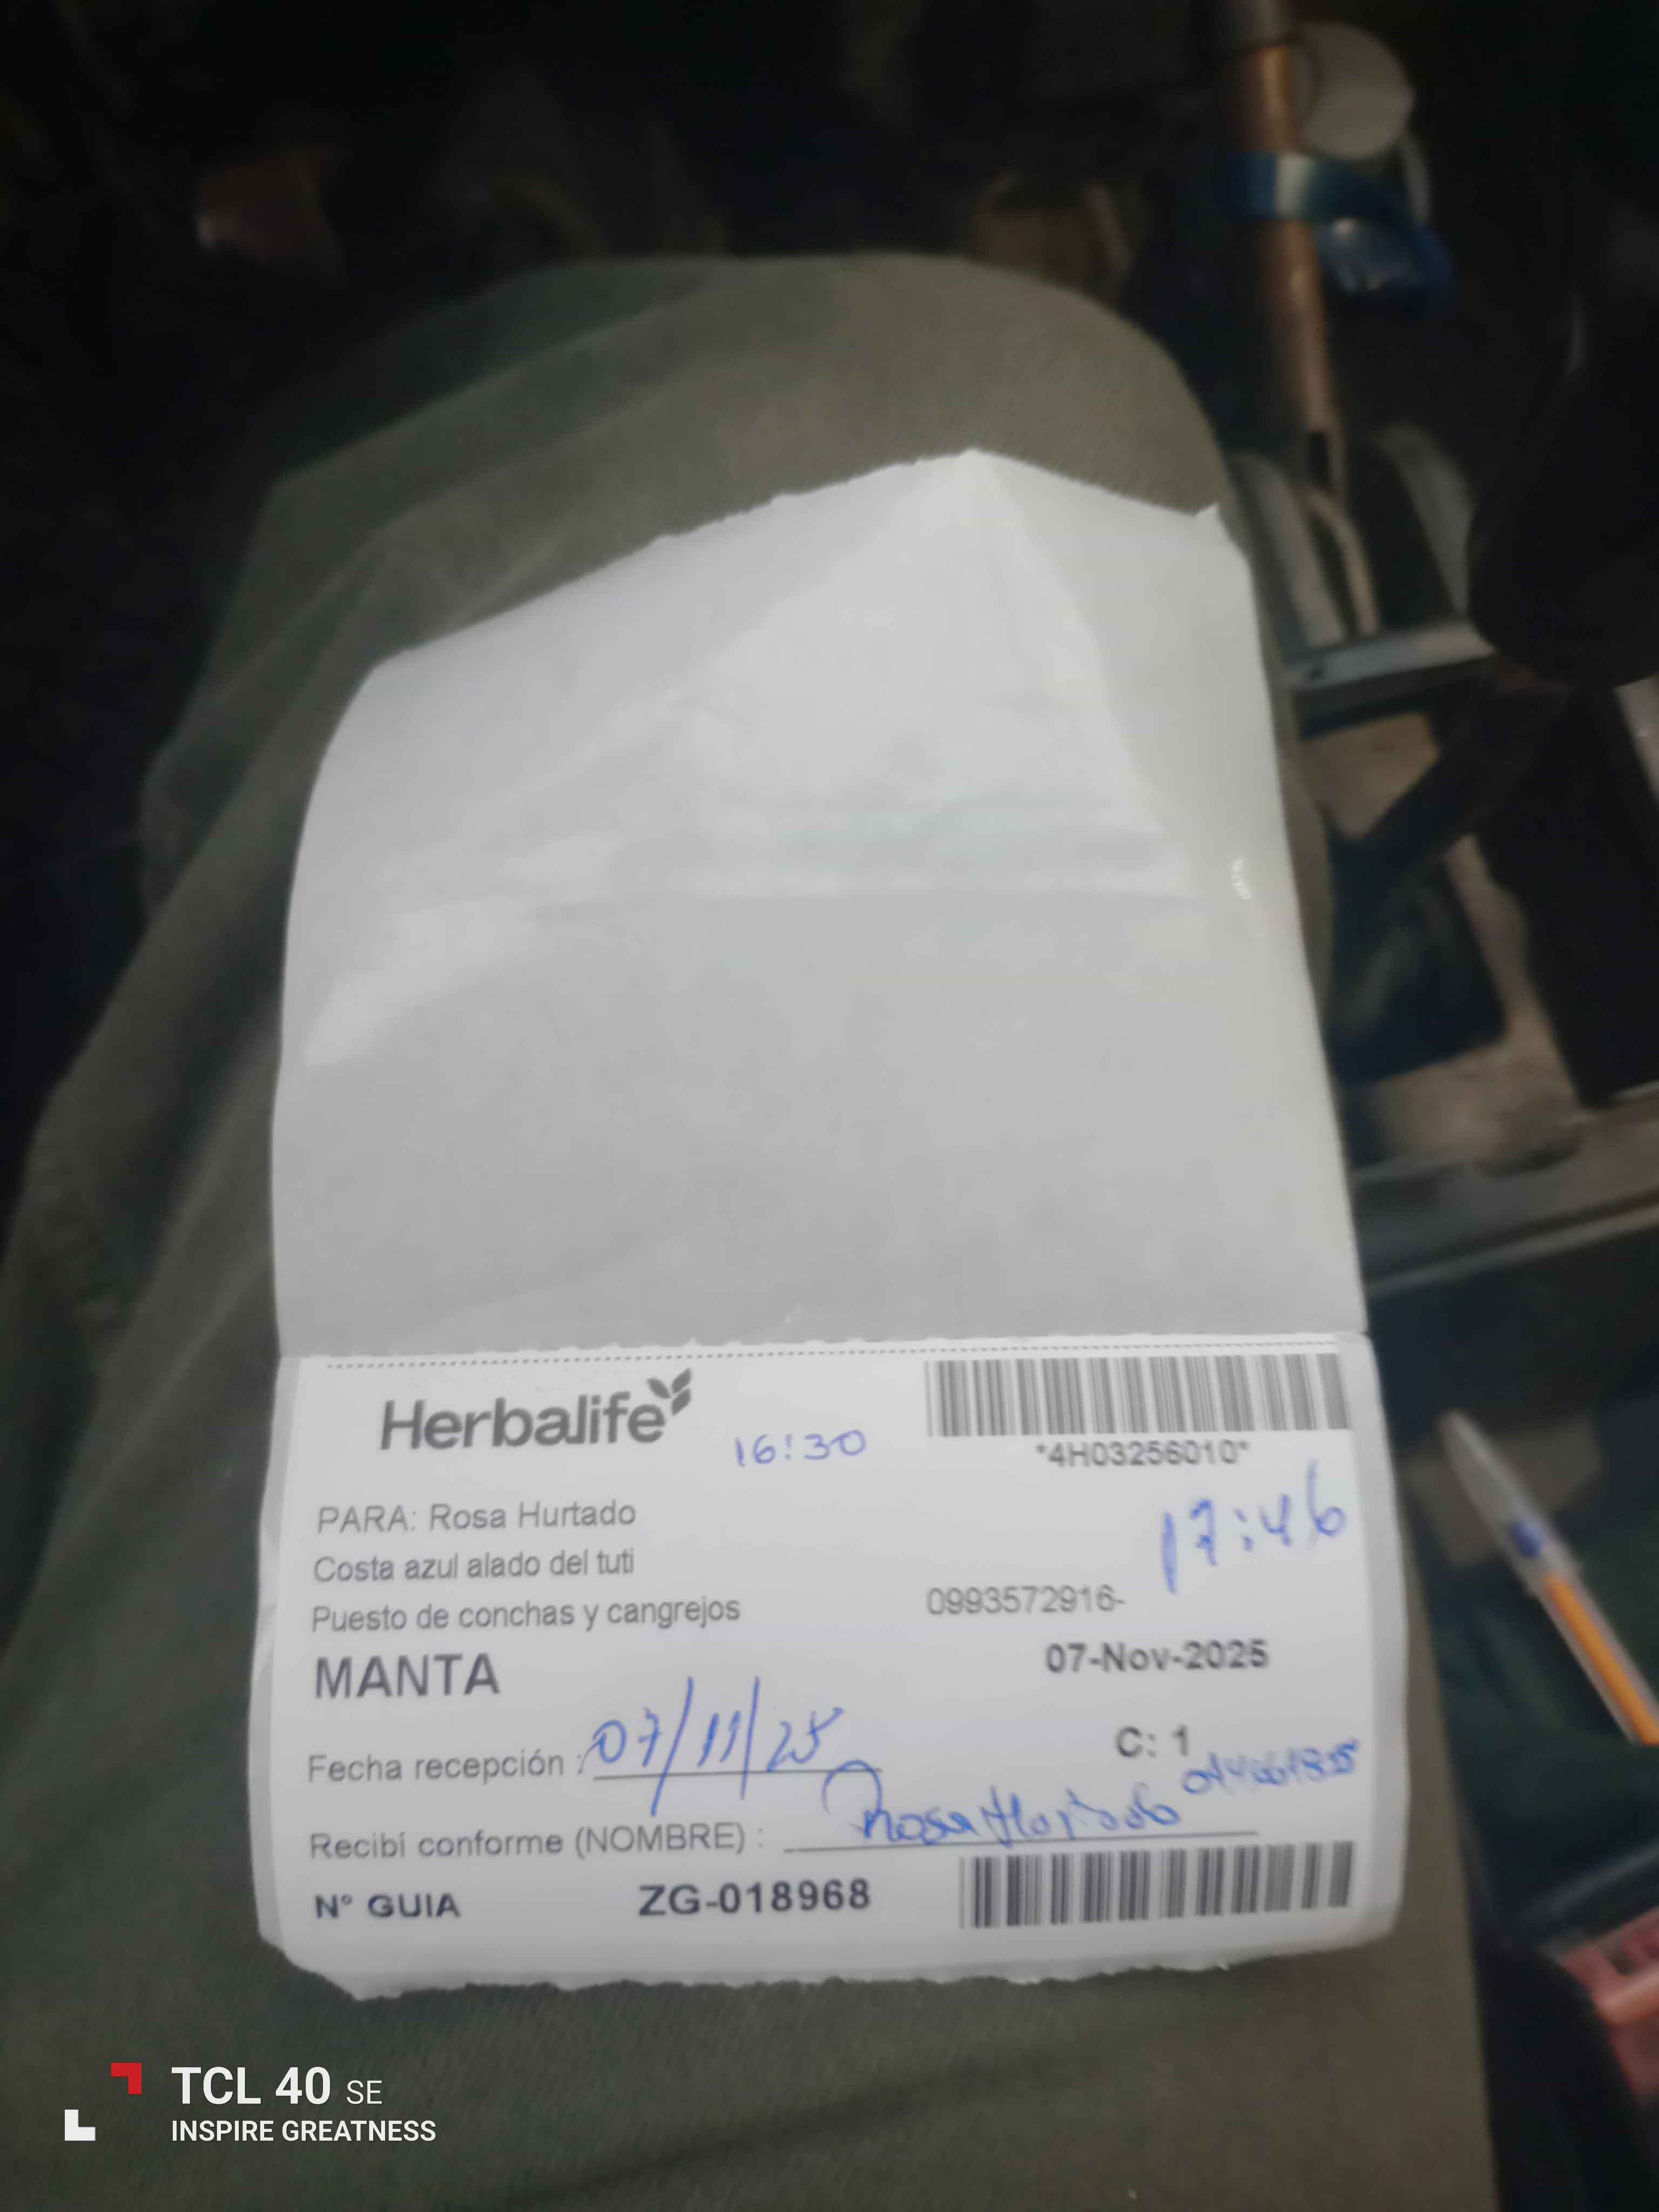 Herbalife
16:30
*4H03256010*
PARA: Rosa Hurtado
17:46
Costa azul alado del tuti
Puesto de conchas y cangrejos
0993572916-
MANTA
07-Nov-2025
Fecha recepción : 07/11/25
C: 1
Recibí conforme (NOMBRE) : Rosa Hurtado
N° GUIA ZG-018968
TCL 40 SE
INSPIRE GREATNESS